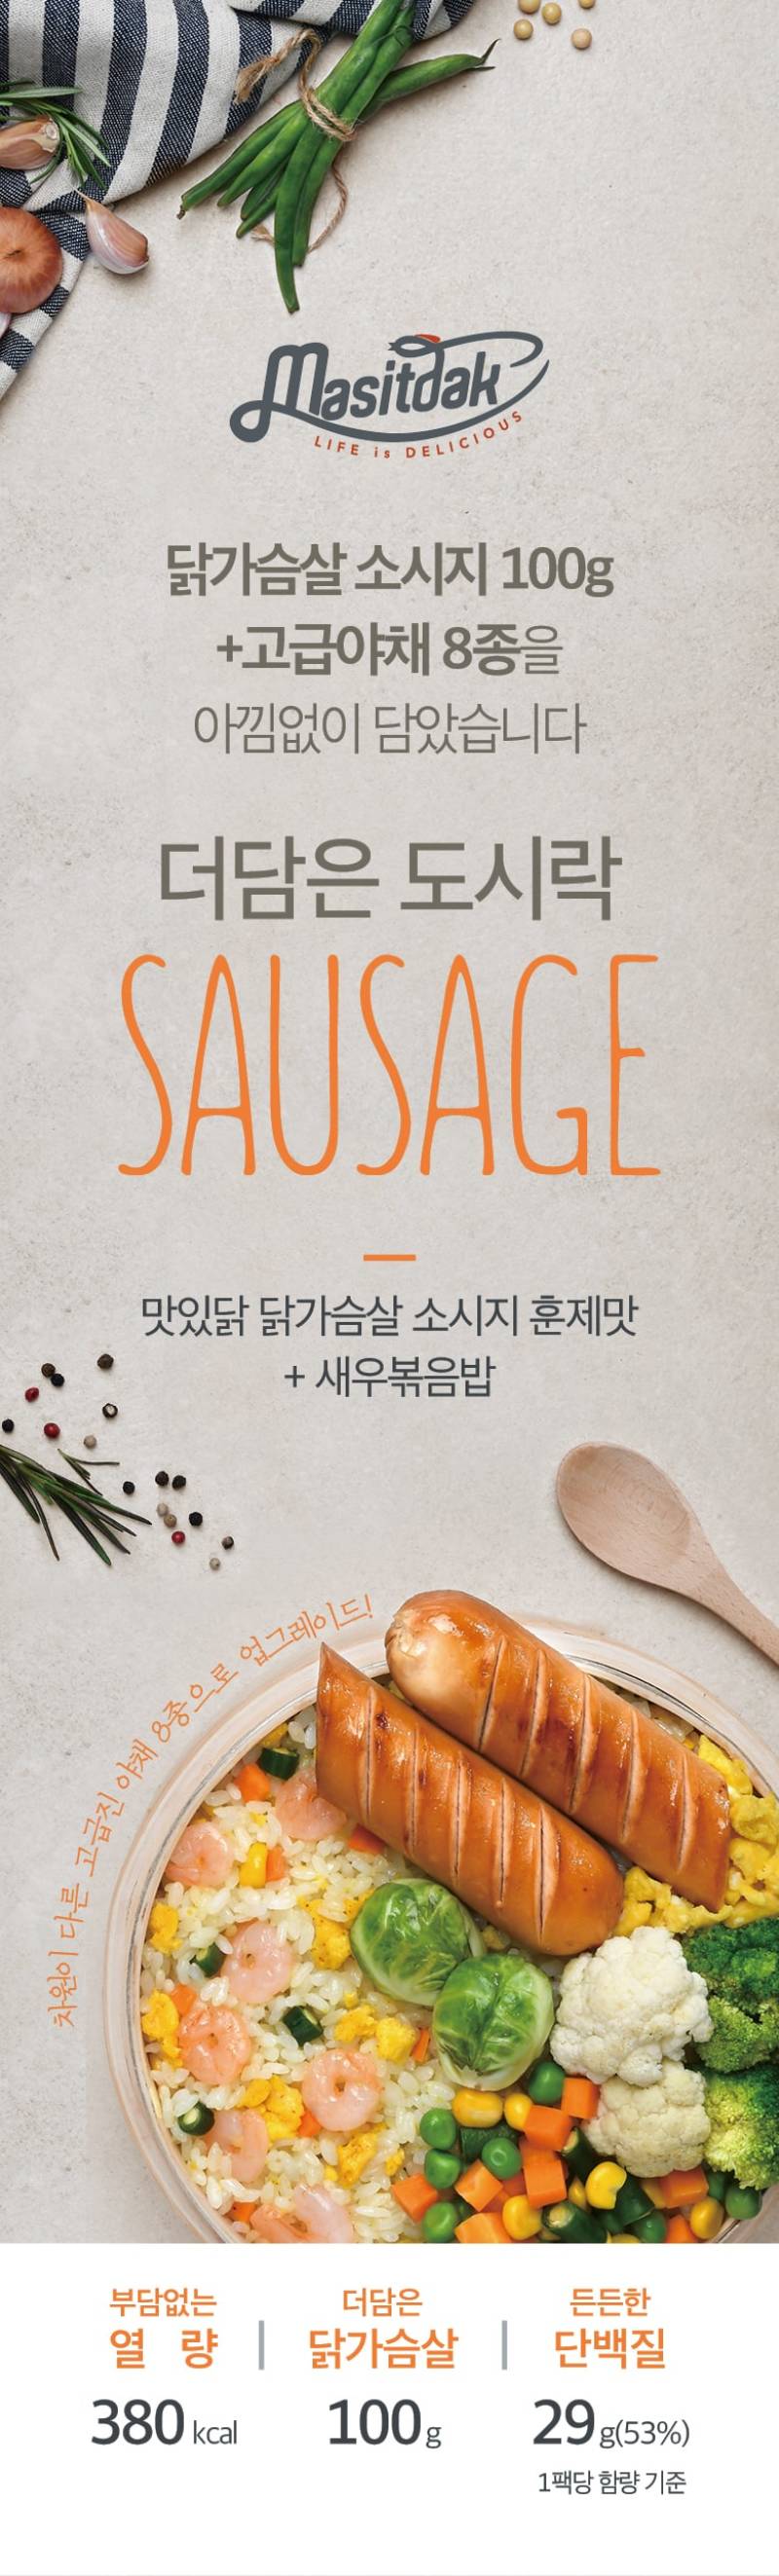 Masitdak
LIFE is DELICIOUS
닭가슴살 소시지 100g
+고급야채 8종을
아낌없이 담았습니다
더담은 도시락
SAUSAGE
맛있닭 닭가슴살 소시지 훈제맛
+ 새우볶음밥
차원이 다른 고급진 야채 8종으로 업그레이드!
부담없는
열 량
380 kcal
더담은
닭가슴살
100 g
든든한
단백질
29 g(53%)
1팩당 함량 기준